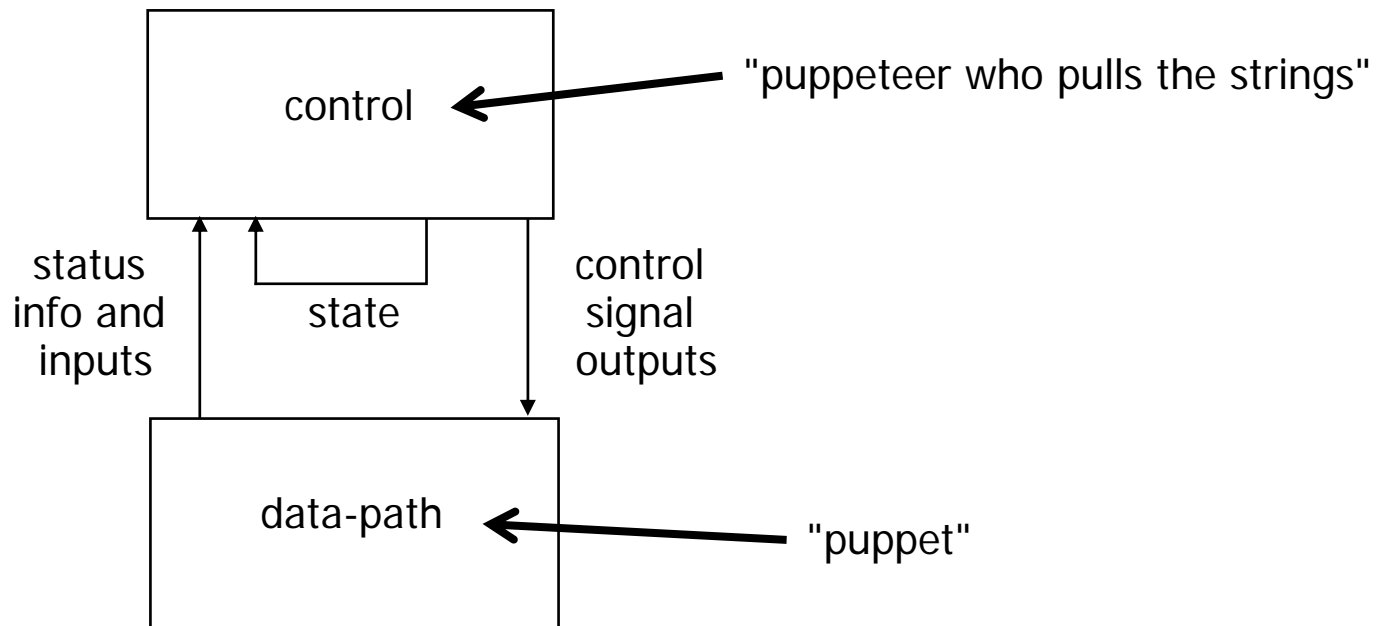 "puppeteer who pulls the strings"
control
status
info and
inputs
state
control
signal
outputs
data-path
"puppet"